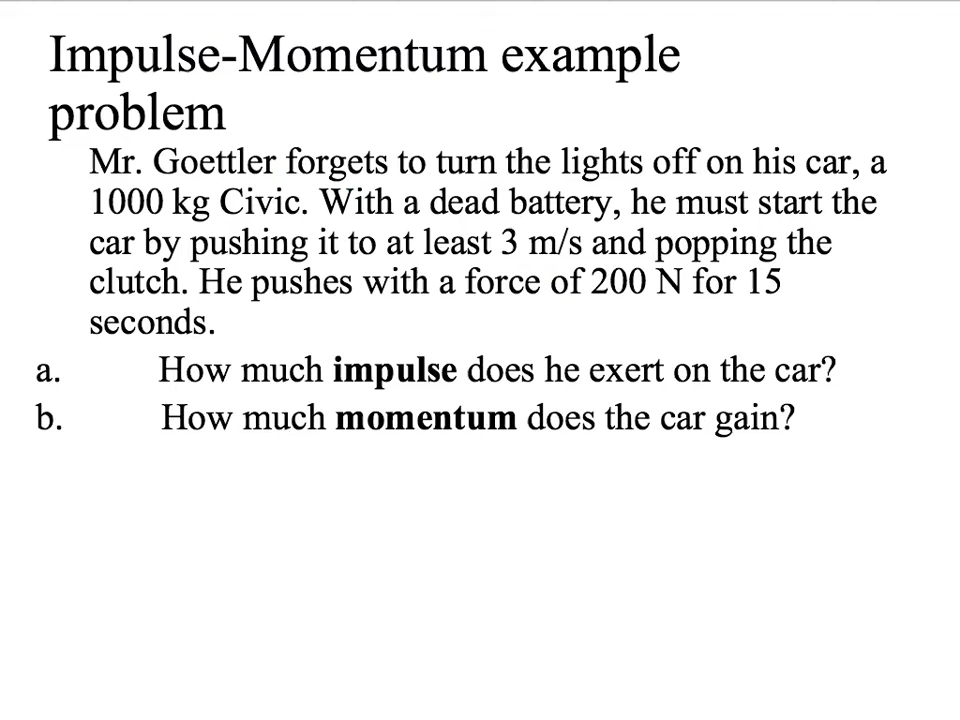 Impulse-Momentum example
problem
Mr. Goettler forgets to turn the lights off on his car, a
1000 kg Civic. With a dead battery, he must start the
car by pushing it to at least 3 m/s and popping the
clutch. He pushes with a force of 200 N for 15
seconds.
a. How much impulse does he exert on the car?
b. How much momentum does the car gain?